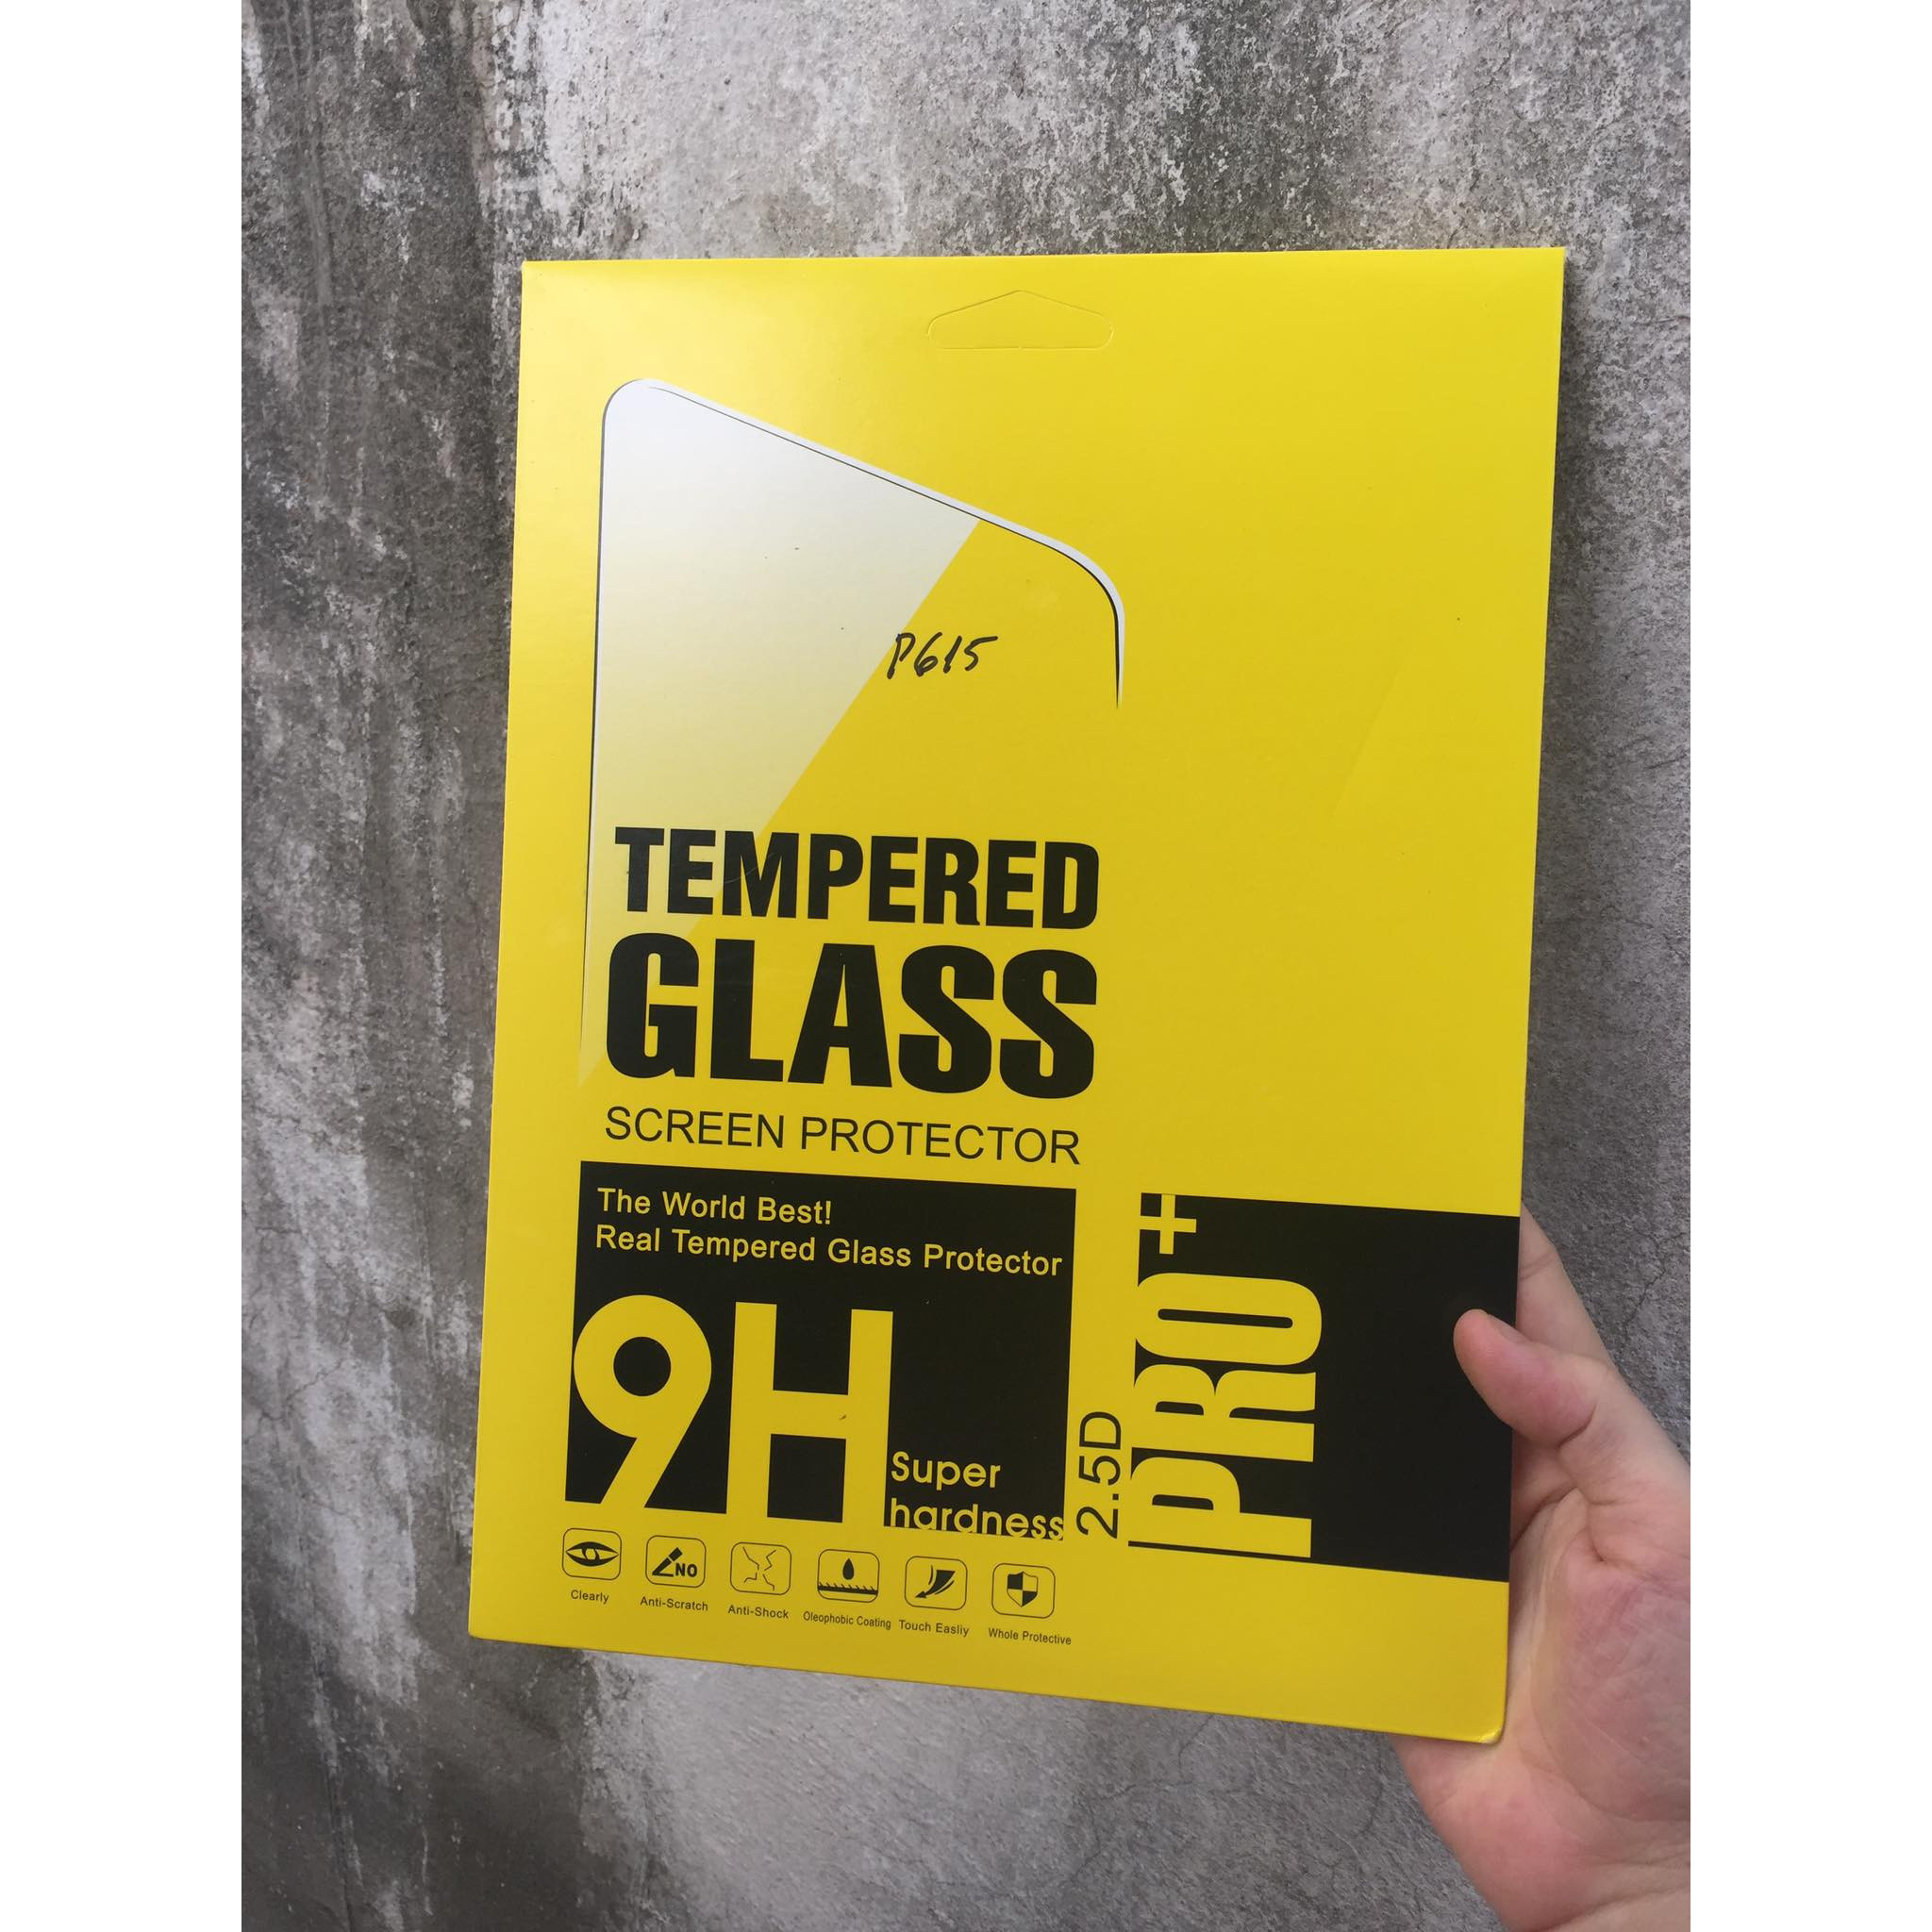 P615
TEMPERED
GLASS
SCREEN PROTECTOR
The World Best!
Real Tempered Glass Protector
9H
Super
hardness
2.5D
PRO+
NO
Clearly
Anti-Scratch
Anti-Shock
Oleophobic Coating
Touch Easliy
Whole Protective